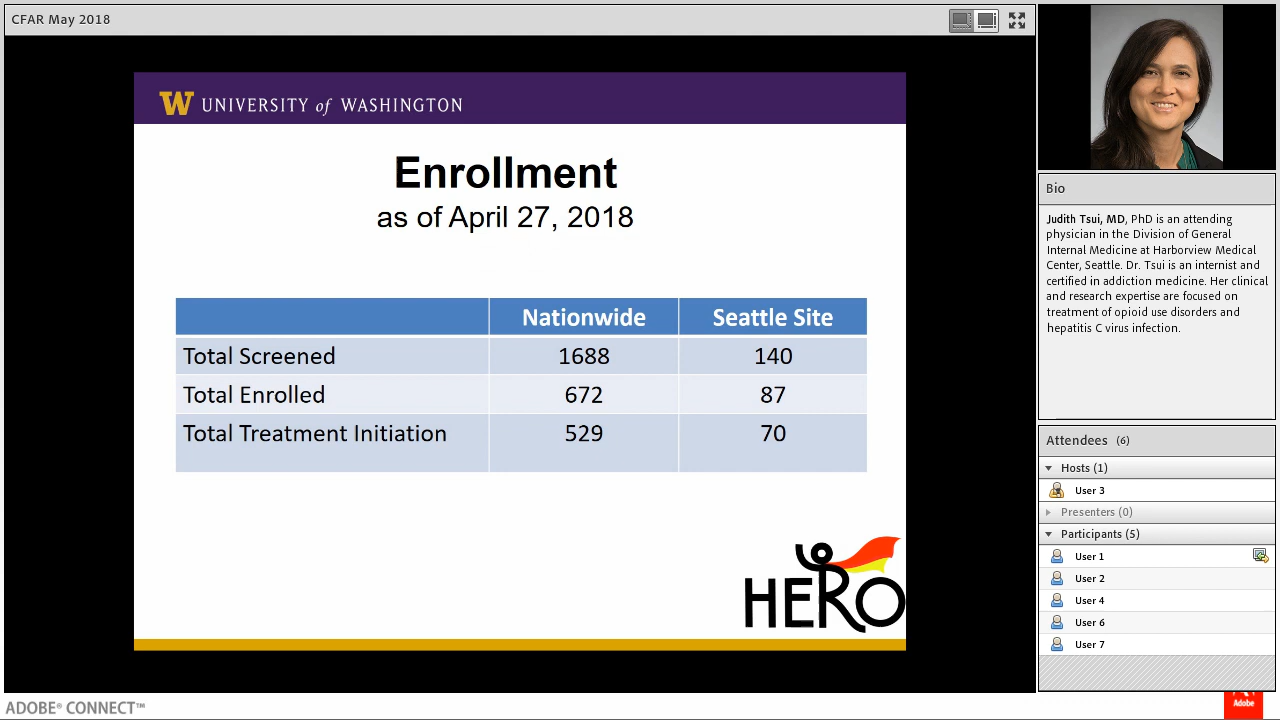 CFAR May 2018
W UNIVERSITY of WASHINGTON
Enrollment
as of April 27, 2018
Nationwide Seattle Site
Total Screened 1688 140
Total Enrolled 672 87
Total Treatment Initiation 529 70
HERO
Bio
Judith Tsui, MD, PhD is an attending
physician in the Division of General
Internal Medicine at Harborview Medical
Center, Seattle. Dr. Tsui is an internist and
certified in addiction medicine. Her clinical
and research expertise are focused on
treatment of opioid use disorders and
hepatitis C virus infection.
Attendees (6)
Hosts (1)
User 3
Presenters (0)
Participants (5)
User 1
User 2
User 4
User 6
User 7
ADOBE® CONNECT™
Adobe